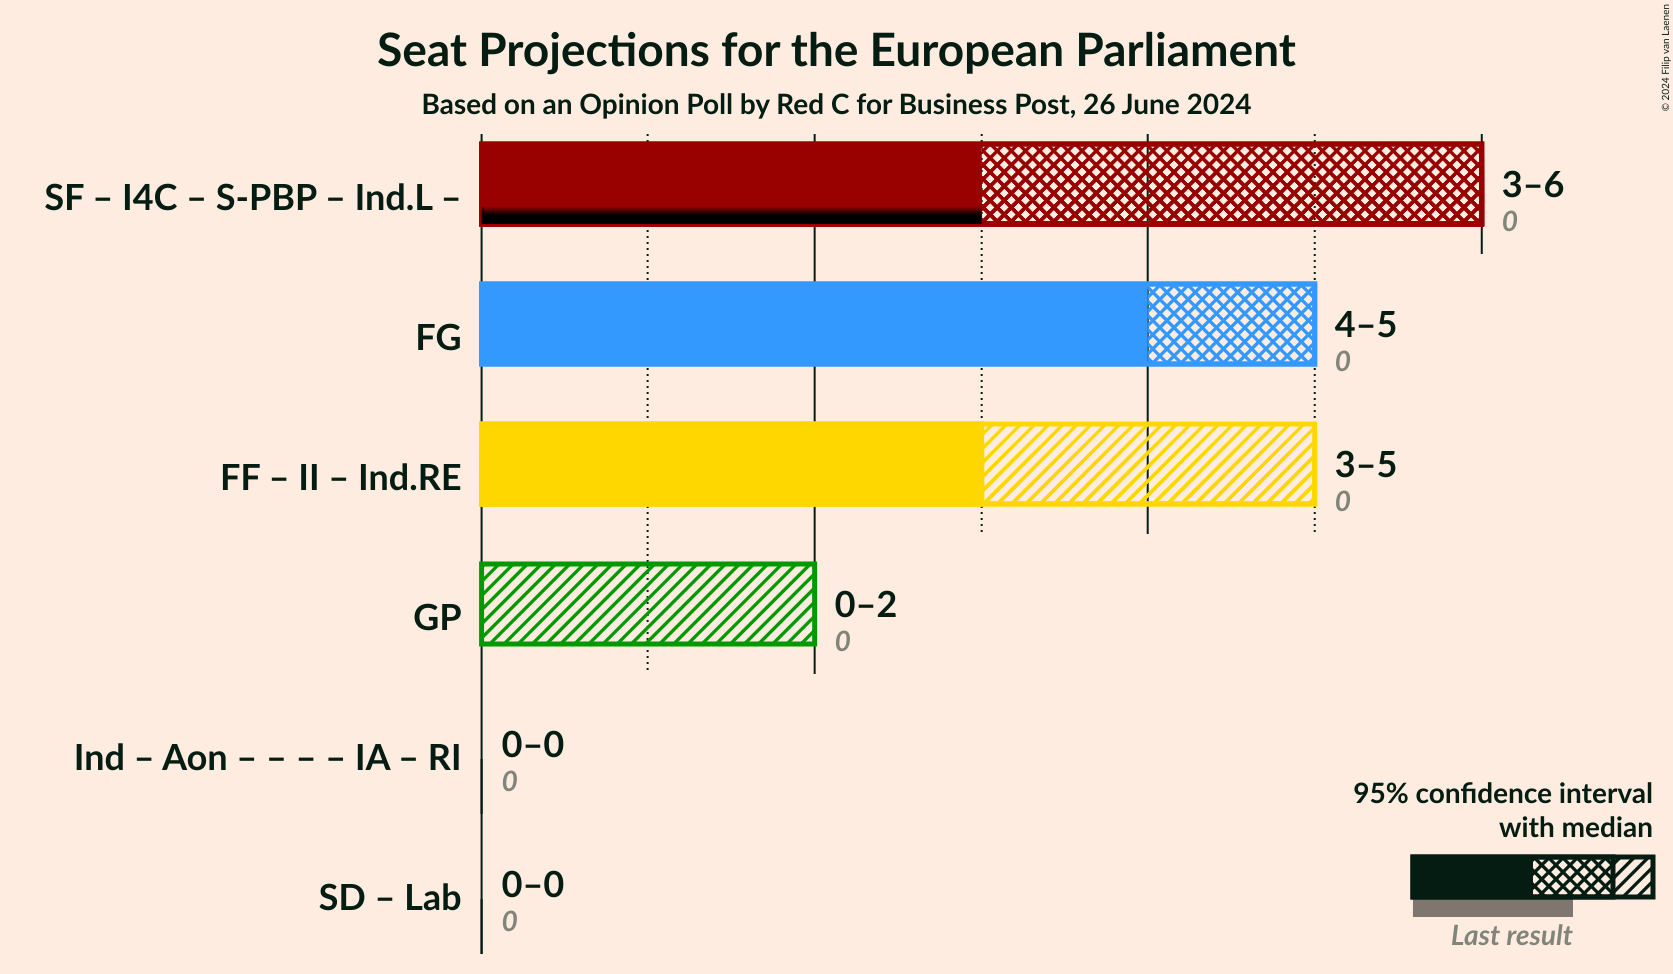 Seat Projections for the European Parliament
Based on an Opinion Poll by Red C for Business Post, 26 June 2024
© 2024 Filip van Laenen
SF – I4C – S-PBP – Ind.L –
3–6
0
FG
4–5
0
FF – II – Ind.RE
3–5
0
GP
0–2
0
Ind – Aon – – – – IA – RI
0–0
0
SD – Lab
0–0
0
95% confidence interval
with median
Last result